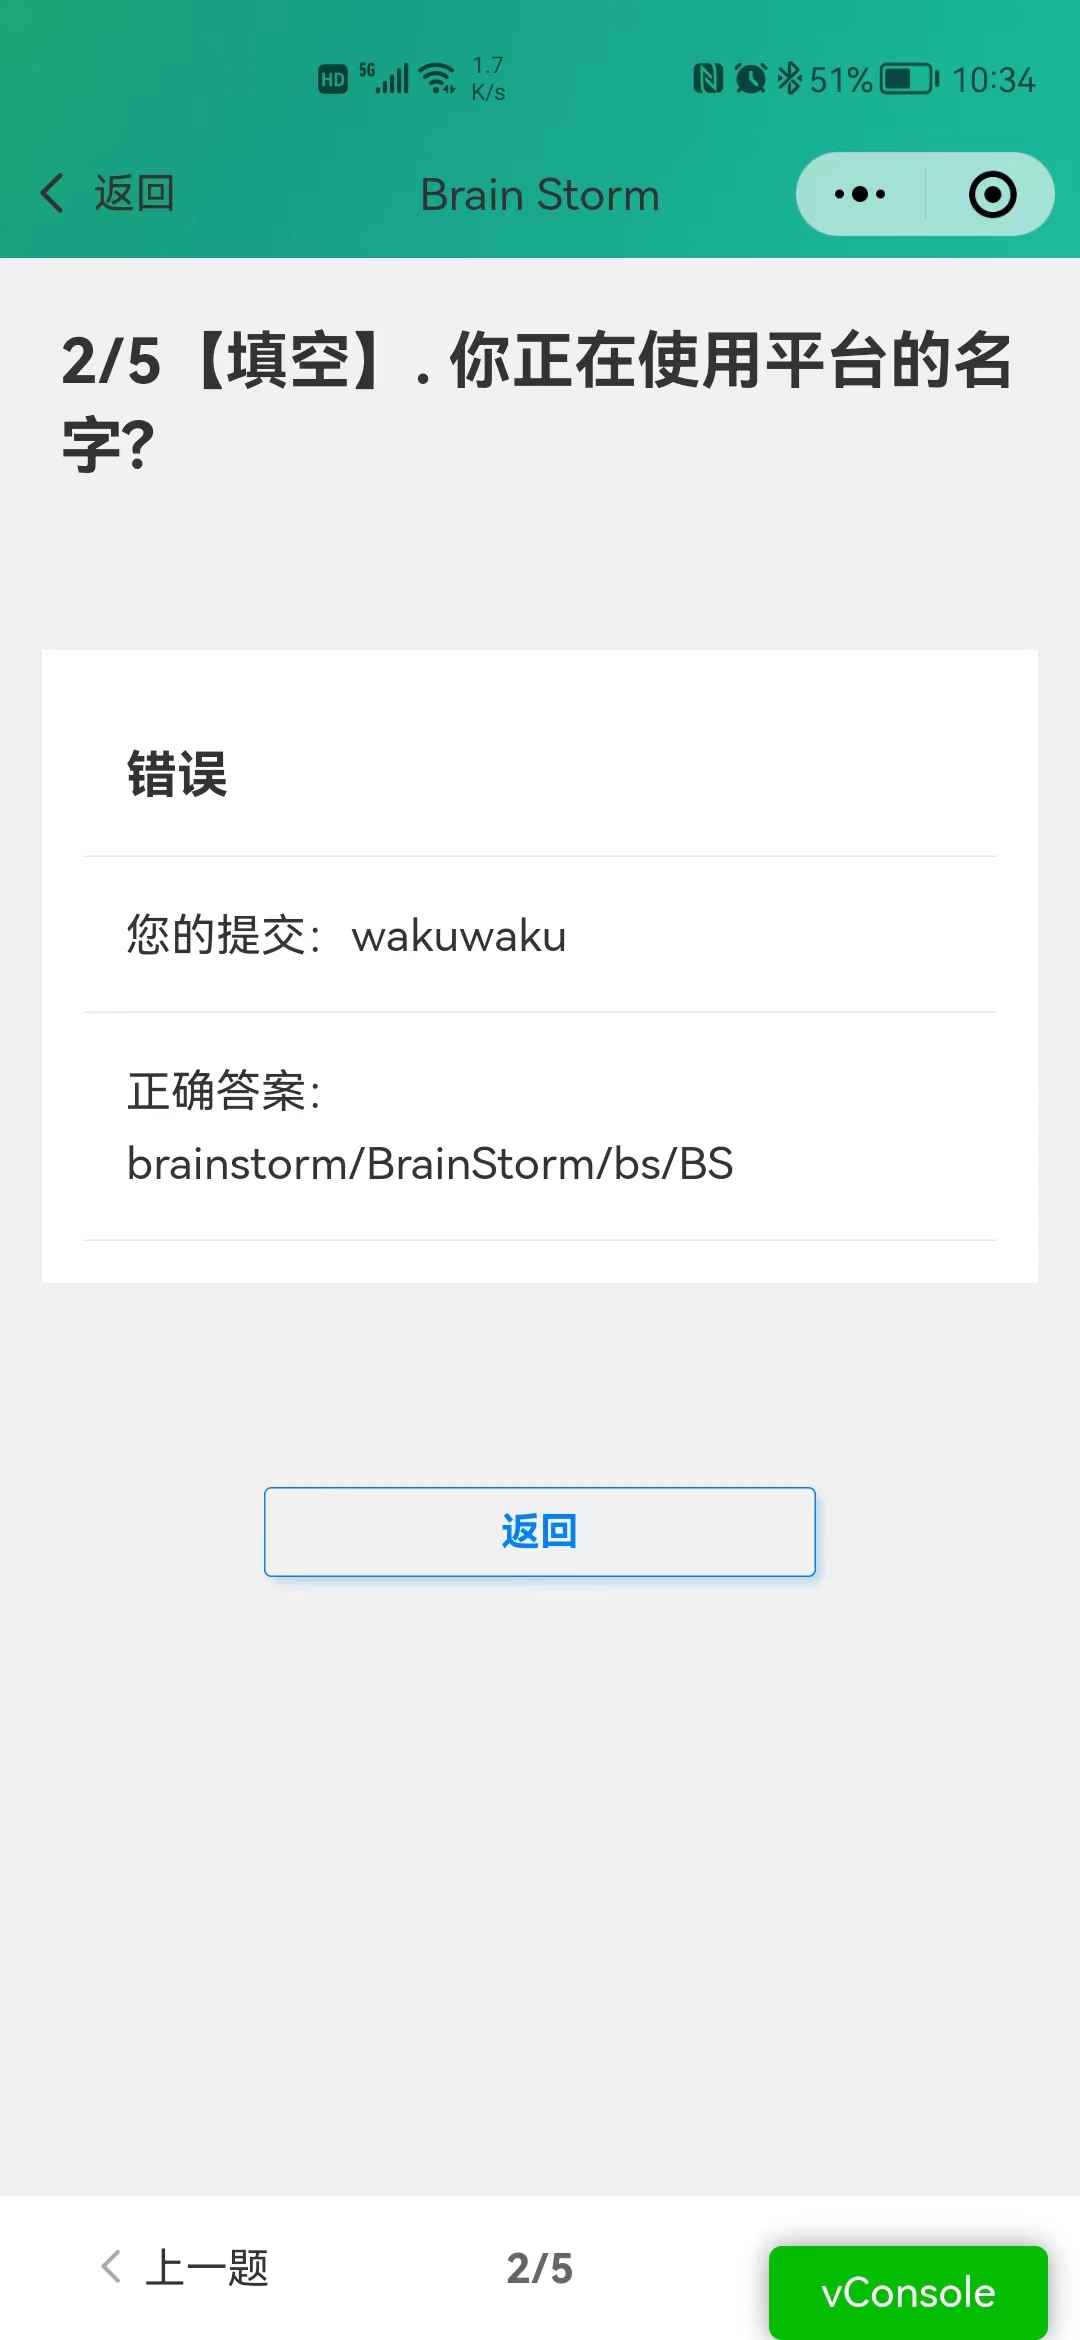 HD 5G 1.7 K/s 51% 10:34
返回 Brain Storm
2/5【填空】. 你正在使用平台的名
字?
错误
您的提交: wakuwaku
正确答案:
brainstorm/BrainStorm/bs/BS
返回
上一题 2/5 vConsole